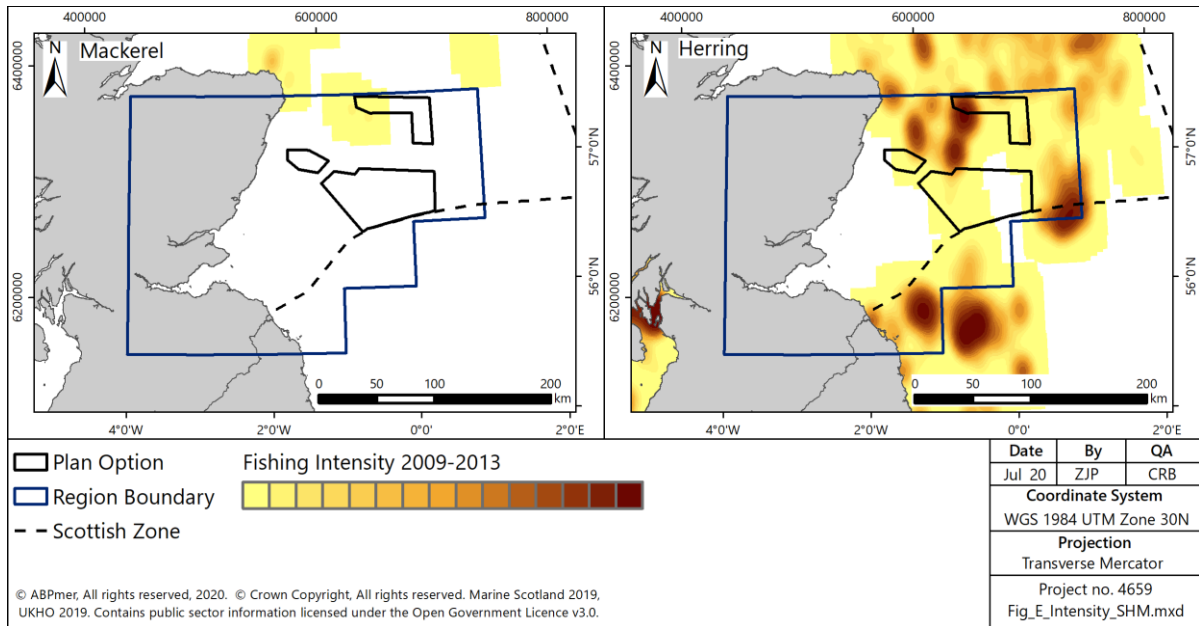 400000 600000 800000 600000 800000
N Mackerel
N Herring
6400000
6200000
6400000
6200000
57°0'N
56°0'N
57°0'N
56°0'N
0 50 100 200
km
0 50 100 200
km
4°0'W 2°0'W 0°0' 2°0'E 4°0'W 2°0'W 0°0' 2°0'E
400000
Plan Option
Region Boundary
Scottish Zone
Fishing Intensity 2009-2013
Date By QA
Jul 20 ZJP CRB
Coordinate System
WGS 1984 UTM Zone 30N
Projection
Transverse Mercator
Project no. 4659
Fig_E_Intensity_SHM.mxd
© ABPmer, All rights reserved, 2020. © Crown Copyright, All rights reserved. Marine Scotland 2019,
UKHO 2019. Contains public sector information licensed under the Open Government Licence v3.0.